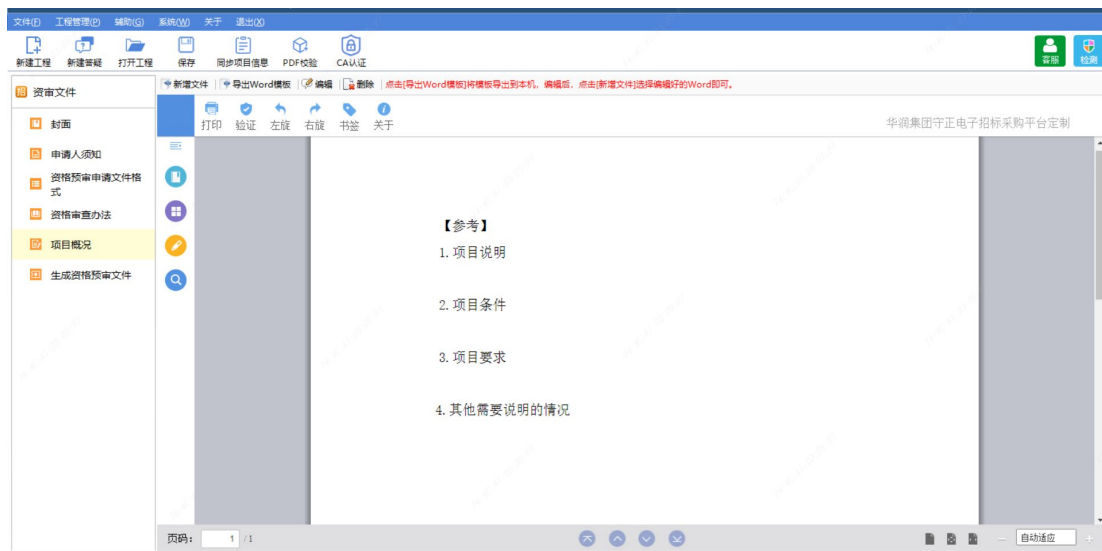 文件(F) 工程管理(P) 辅助(G) 系统(W) 关于 退出(X)
新建工程 新建答疑 打开工程 保存 同步项目信息 PDF校验 CA认证 客服 检测
资审文件
新增文件 导出Word模板 编辑 删除 点击[导出Word模板]将模板导出到本机，编辑后，点击[新增文件]选择编辑好的Word即可。
打印 验证 左旋 右旋 书签 关于
华润集团守正电子招标采购平台定制
封面
申请人须知
资格预审申请文件格
式
资格审查办法
项目概况
生成资格预审文件
【参考】
1.项目说明
2.项目条件
3.项目要求
4.其他需要说明的情况
页码： 1 /1 自动适应